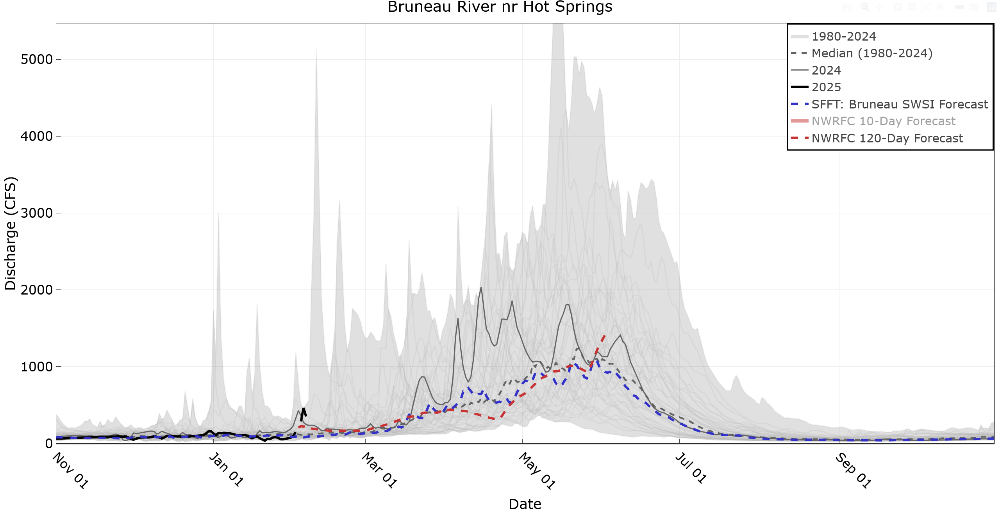 Bruneau River nr Hot Springs
1980-2024
Median (1980-2024)
2024
2025
SFFT: Bruneau SWSI Forecast
NWRFC 10-Day Forecast
NWRFC 120-Day Forecast
Discharge (CFS)
5000
4000
3000
2000
1000
0
Nov 01
Jan 01
Mar 01
May 01
Jul 01
Sep 01
Date